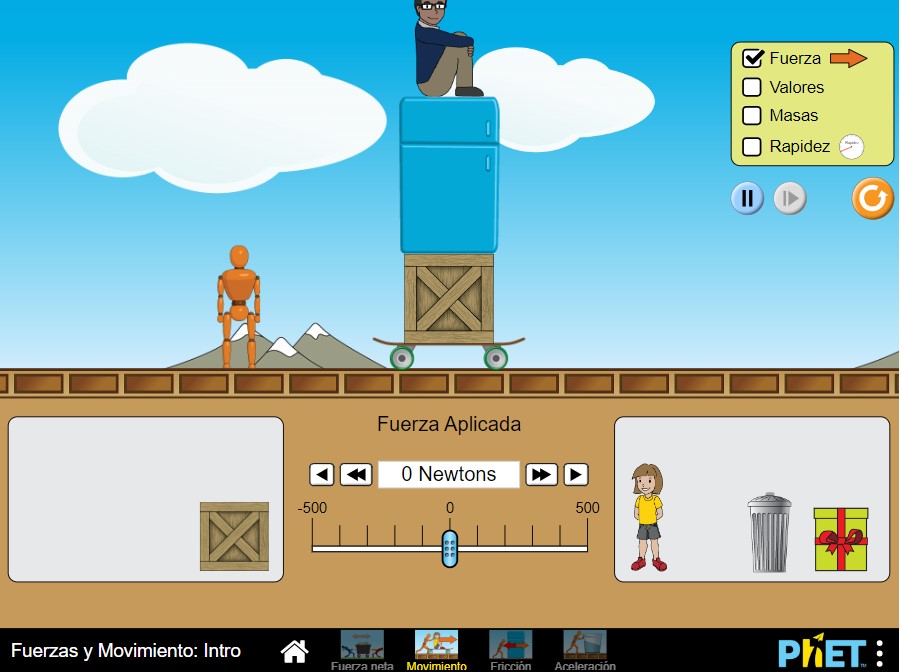 Fuerza
Valores
Masas
Rapidez
Fuerza Aplicada
0 Newtons
-500
0
500
Fuerzas y Movimiento: Intro
Fuerza neta
Movimiento
Fricción
Aceleración
PhET